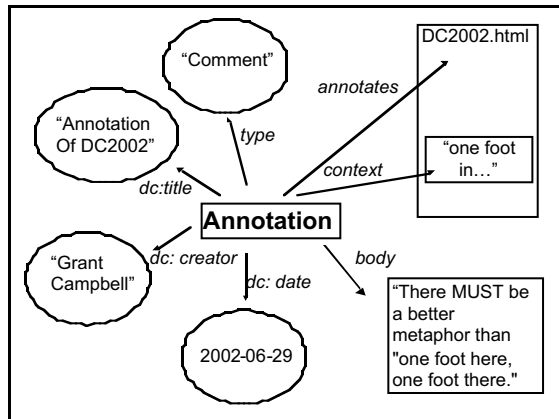 DC2002.html
“Comment”
annotates
“Annotation
Of DC2002”
type
“one foot
in…”
context
dc:title
Annotation
“Grant
Campbell”
dc: creator
body
dc: date
“There MUST be
a better
metaphor than
"one foot here,
one foot there."
2002-06-29